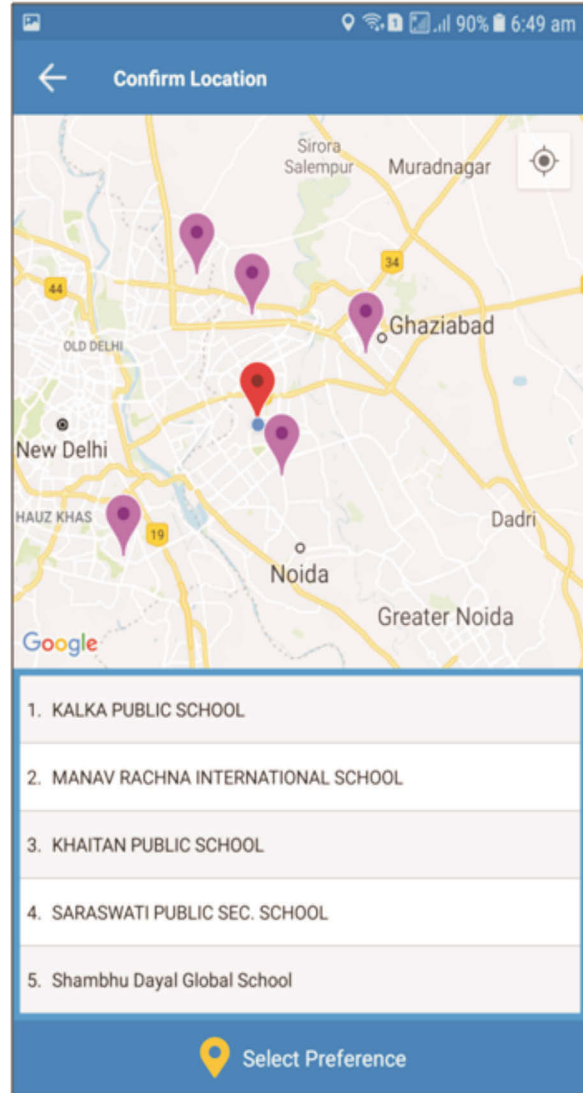 90% 6:49 am
Confirm Location
Sirora
Salempur
Muradnagar
34
44
Ghaziabad
OLD DELHI
New Delhi
HAUZ KHAS
19
Dadri
Noida
Greater Noida
Google
1. KALKA PUBLIC SCHOOL
2. MANAV RACHNA INTERNATIONAL SCHOOL
3. KHAITAN PUBLIC SCHOOL
4. SARASWATI PUBLIC SEC. SCHOOL
5. Shambhu Dayal Global School
Select Preference